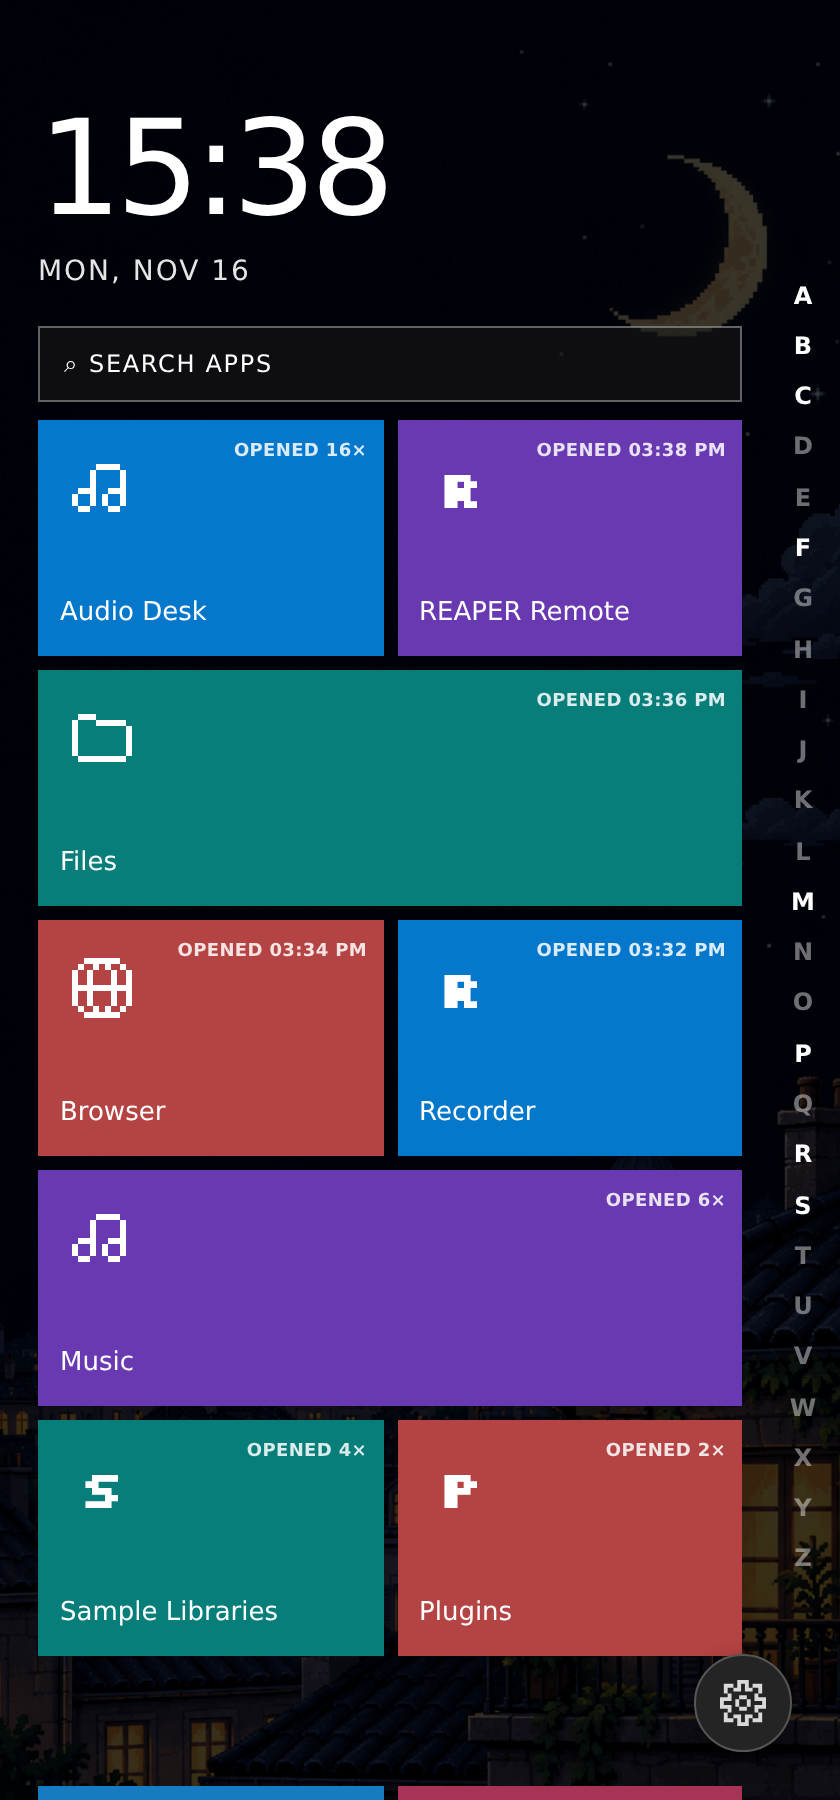 15:38
MON, NOV 16
SEARCH APPS
OPENED 16×
Audio Desk
OPENED 03:38 PM
R
REAPER Remote
OPENED 03:36 PM
Files
OPENED 03:34 PM
Browser
OPENED 03:32 PM
R
Recorder
OPENED 6×
Music
OPENED 4×
S
Sample Libraries
OPENED 2×
P
Plugins
A
B
C
D
E
F
G
H
I
J
K
L
M
N
O
P
Q
R
S
T
U
V
W
X
Y
Z